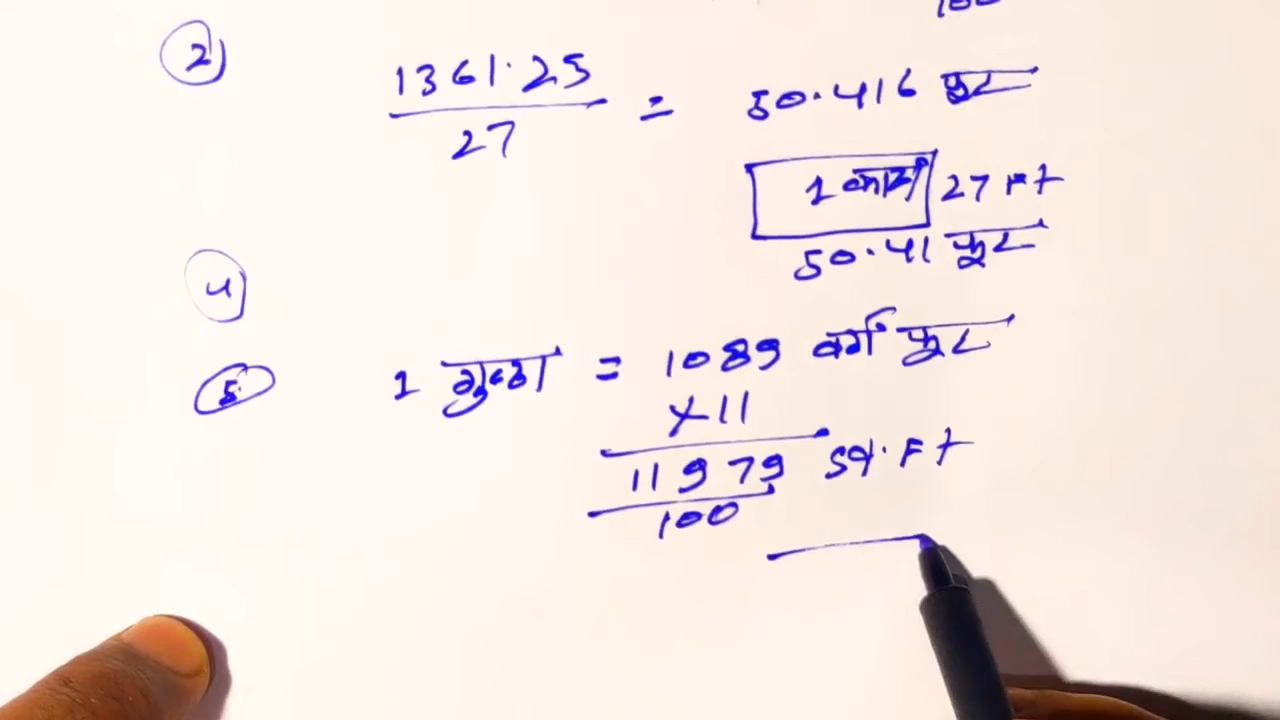 100
2
1361.25
27
= 50.416 फुट
27 Ft
50.41 फूट
4
5 1 गुन्ठा = 1089 वर्ग फूट
X11
11979 sq.Ft
100